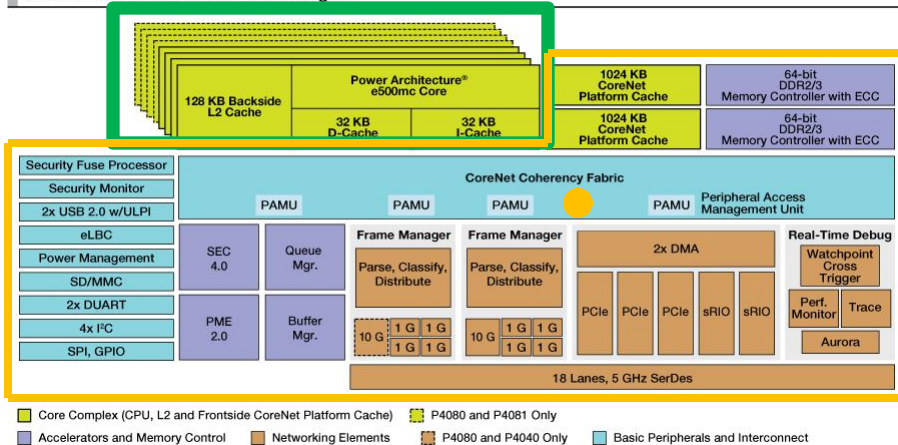 Power Architecture®
e500mc Core
128 KB Backside
L2 Cache
32 KB
D-Cache
32 KB
I-Cache
1024 KB
CoreNet
Platform Cache
64-bit
DDR2/3
Memory Controller with ECC
1024 KB
CoreNet
Platform Cache
64-bit
DDR2/3
Memory Controller with ECC
Security Fuse Processor
Security Monitor
2x USB 2.0 w/ULPI
eLBC
Power Management
SD/MMC
2x DUART
4x I²C
SPI, GPIO
CoreNet Coherency Fabric
PAMU
PAMU
PAMU
PAMU
Peripheral Access
Management Unit
SEC
4.0
Queue
Mgr.
PME
2.0
Buffer
Mgr.
Frame Manager
Parse, Classify,
Distribute
10 G
1 G
1 G
1 G
1 G
Frame Manager
Parse, Classify,
Distribute
10 G
1 G
1 G
1 G
1 G
2x DMA
PCIe
PCIe
PCIe
sRIO
sRIO
Real-Time Debug
Watchpoint
Cross
Trigger
Perf.
Monitor
Trace
Aurora
18 Lanes, 5 GHz SerDes
Core Complex (CPU, L2 and Frontside CoreNet Platform Cache)
P4080 and P4081 Only
Accelerators and Memory Control
Networking Elements
P4080 and P4040 Only
Basic Peripherals and Interconnect